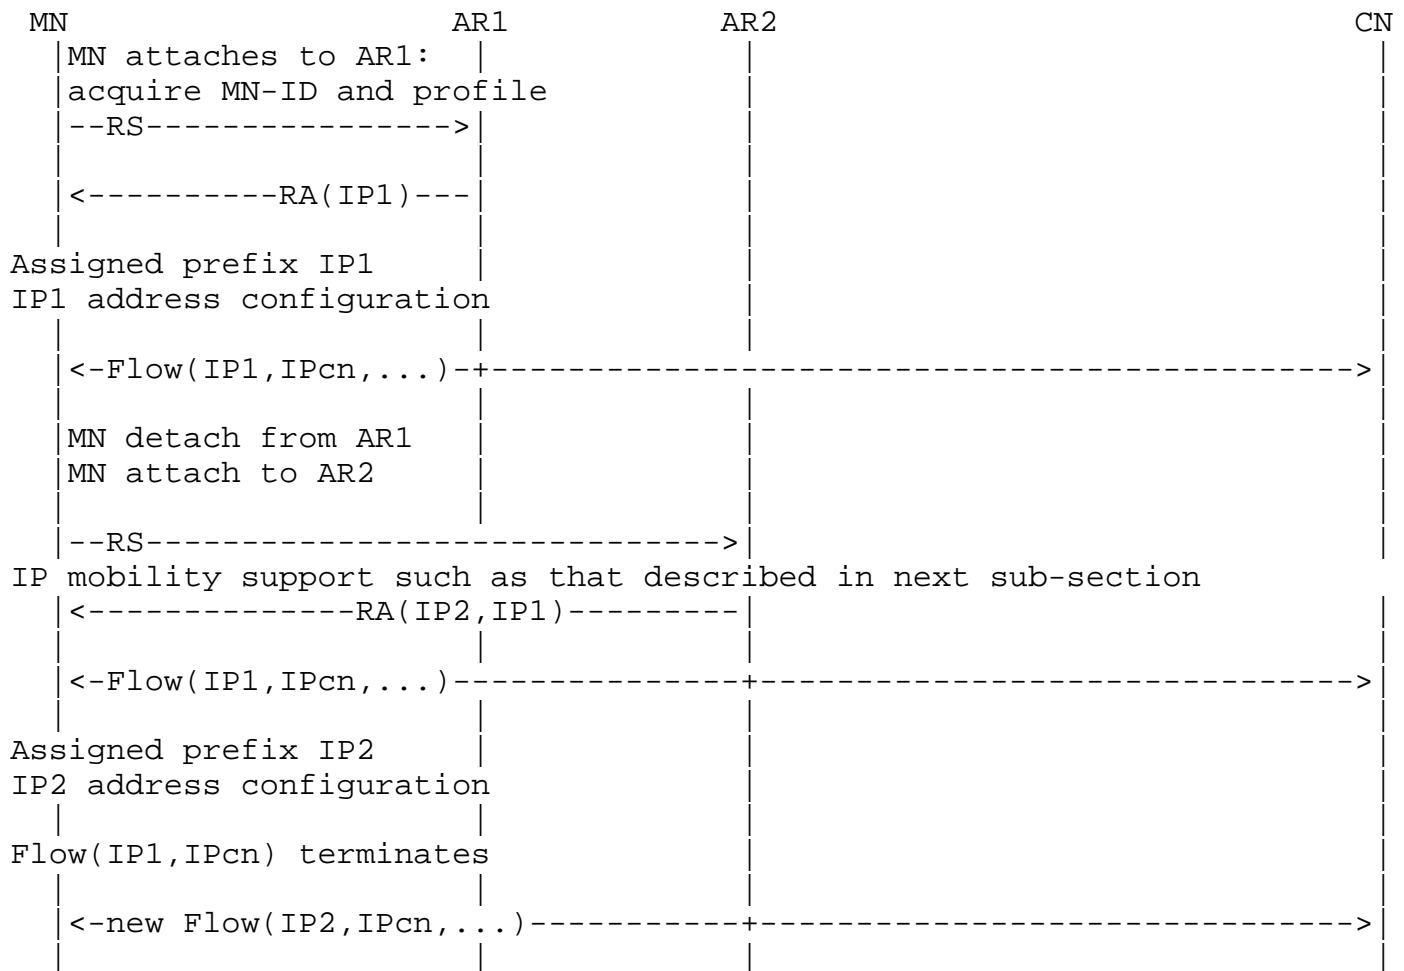 MN AR1 AR2 CN
|MN attaches to AR1: | | |
|acquire MN-ID and profile | |
|--RS---------------->| | |
| | | |
|<----------RA(IP1)---| | |
| | | |
Assigned prefix IP1 | | |
IP1 address configuration | |
| | | |
|<-Flow(IP1,IPcn,...)-+--------------------------------------------->|
| | | |
|MN detach from AR1 | | |
|MN attach to AR2 | | |
| | | |
|--RS------------------------------>| |
IP mobility support such as that described in next sub-section
|<--------------RA(IP2,IP1)---------| |
| | | |
|<-Flow(IP1,IPcn,...)---------------+------------------------------->|
| | | |
Assigned prefix IP2 | | |
IP2 address configuration | |
| | | |
Flow(IP1,IPcn) terminates | |
| | | |
|<-new Flow(IP2,IPcn,...)-----------+------------------------------->|
| | | |